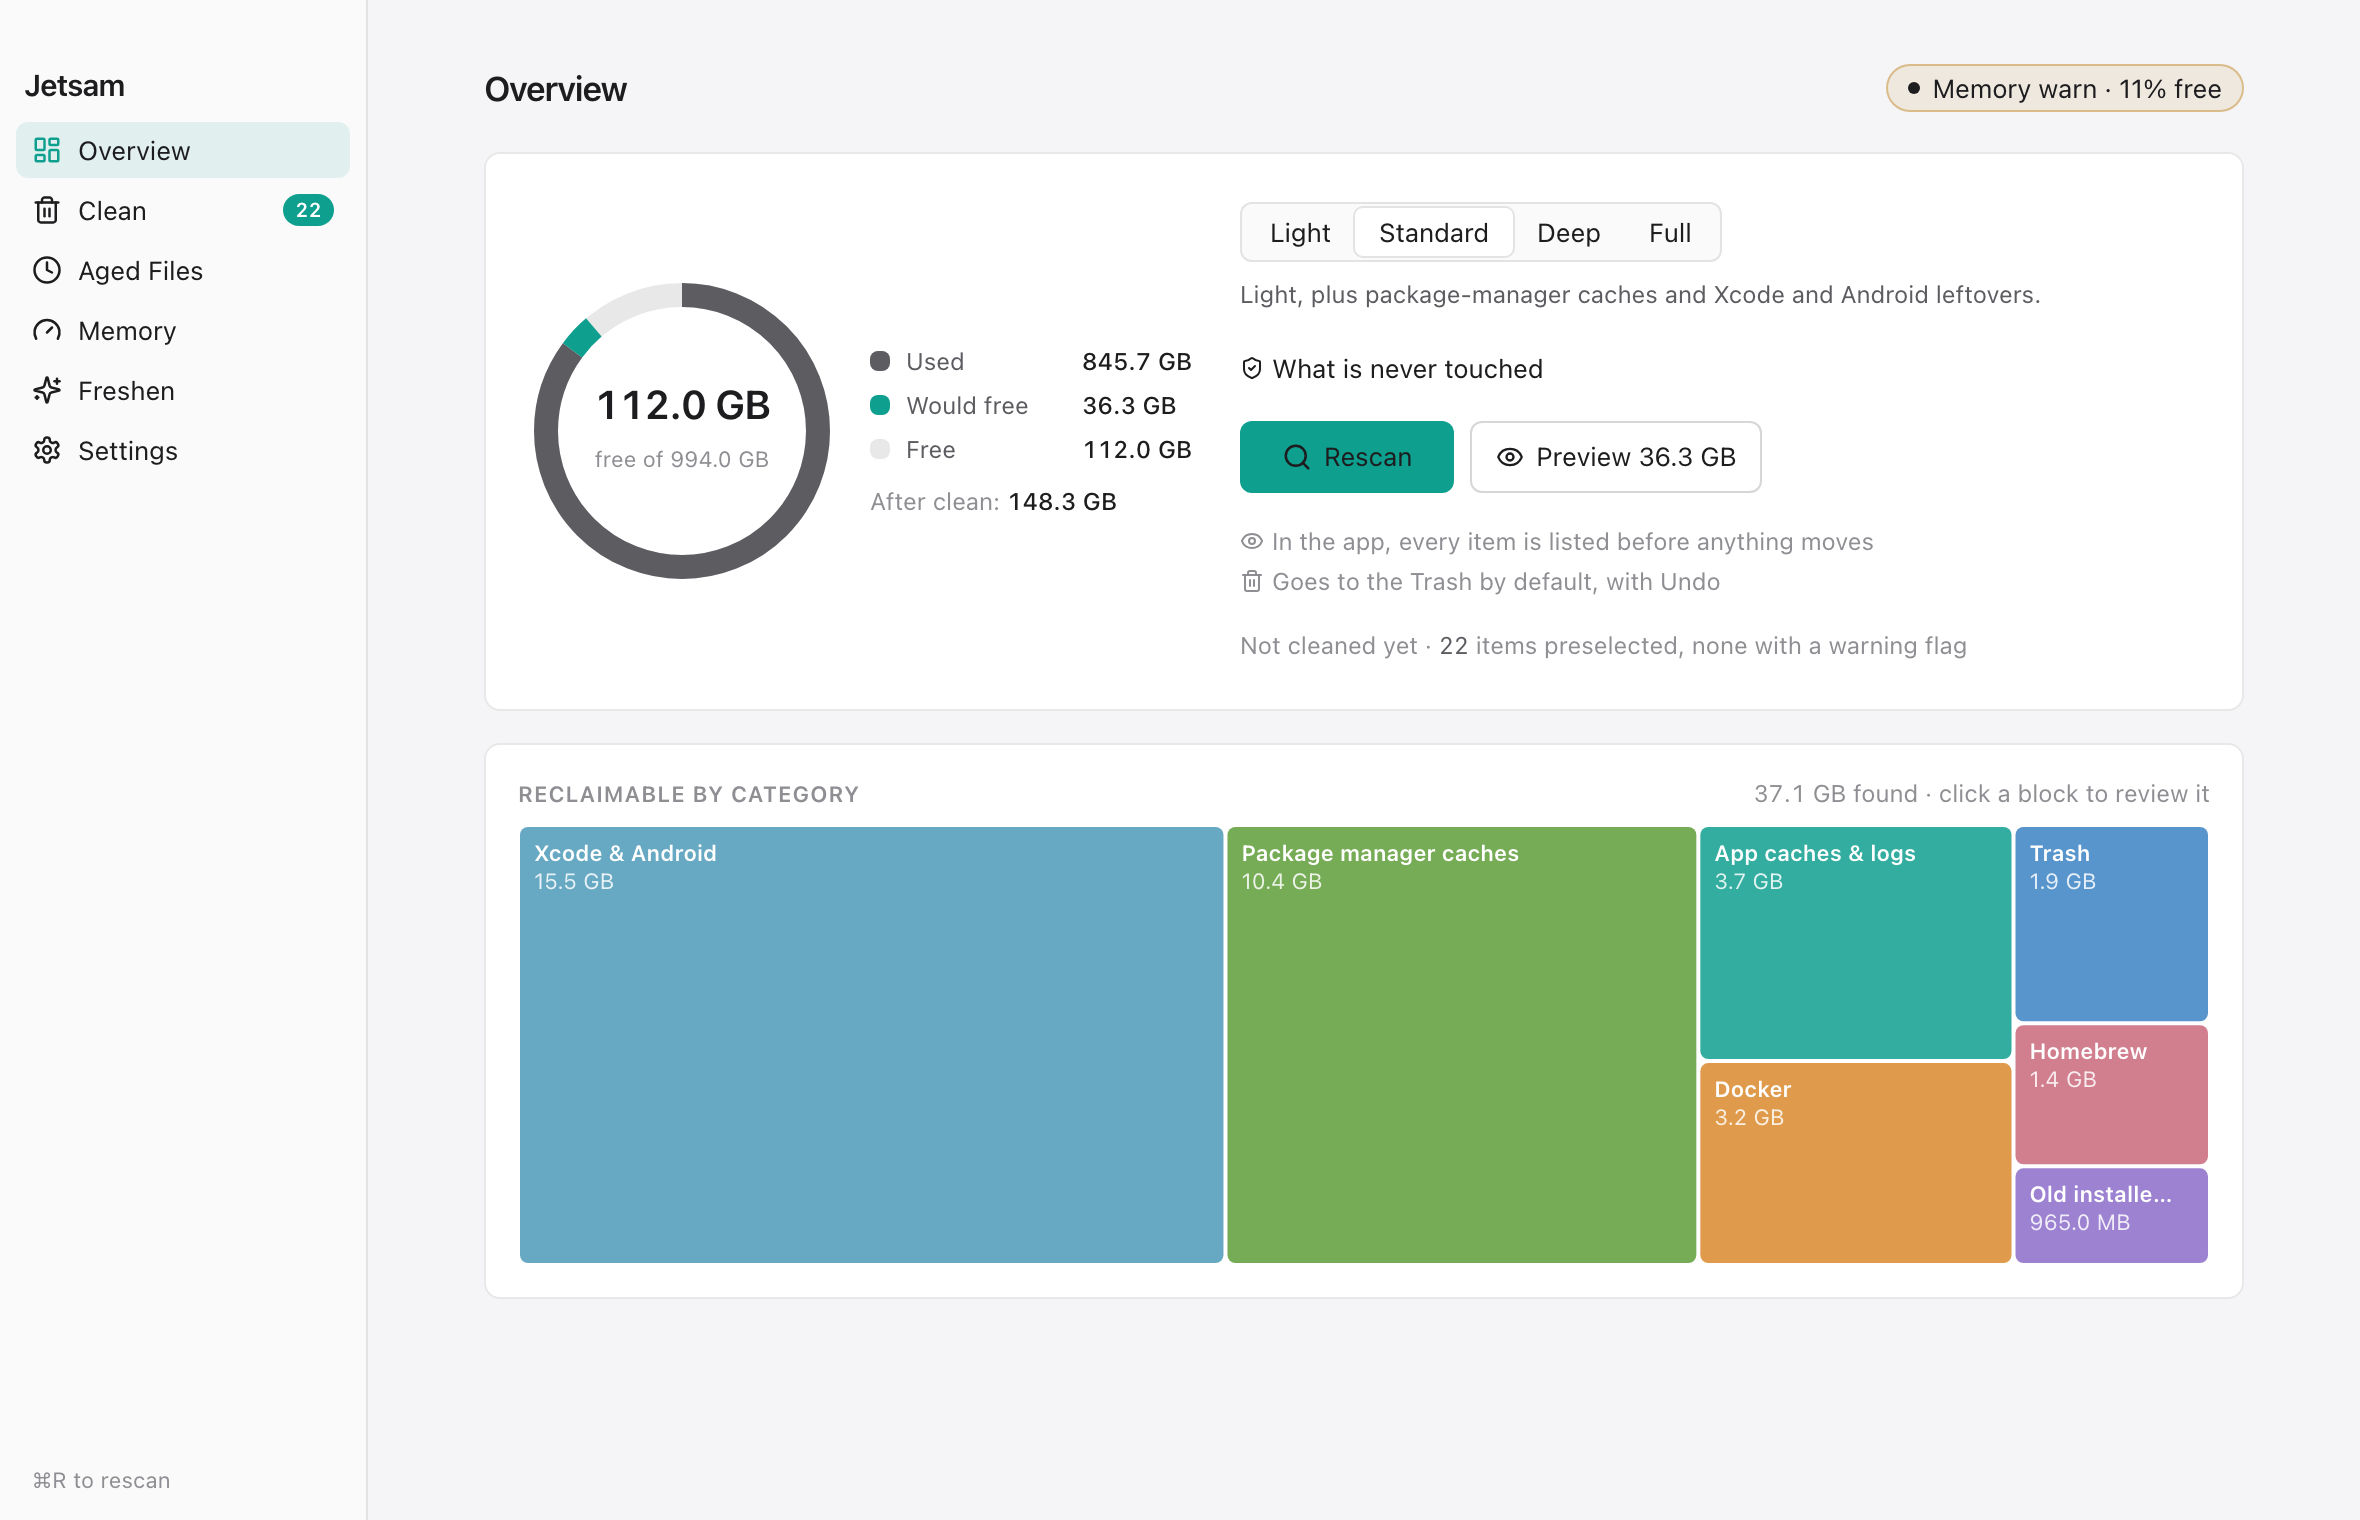 Jetsam
Overview
Clean
22
Aged Files
Memory
Freshen
Settings
⌘R to rescan
Overview
Memory warn · 11% free
112.0 GB
free of 994.0 GB
Used 845.7 GB
Would free 36.3 GB
Free 112.0 GB
After clean: 148.3 GB
Light Standard Deep Full
Light, plus package-manager caches and Xcode and Android leftovers.
What is never touched
Rescan
Preview 36.3 GB
In the app, every item is listed before anything moves
Goes to the Trash by default, with Undo
Not cleaned yet · 22 items preselected, none with a warning flag
RECLAIMABLE BY CATEGORY
37.1 GB found · click a block to review it
Xcode & Android
15.5 GB
Package manager caches
10.4 GB
App caches & logs
3.7 GB
Docker
3.2 GB
Trash
1.9 GB
Homebrew
1.4 GB
Old installe...
965.0 MB